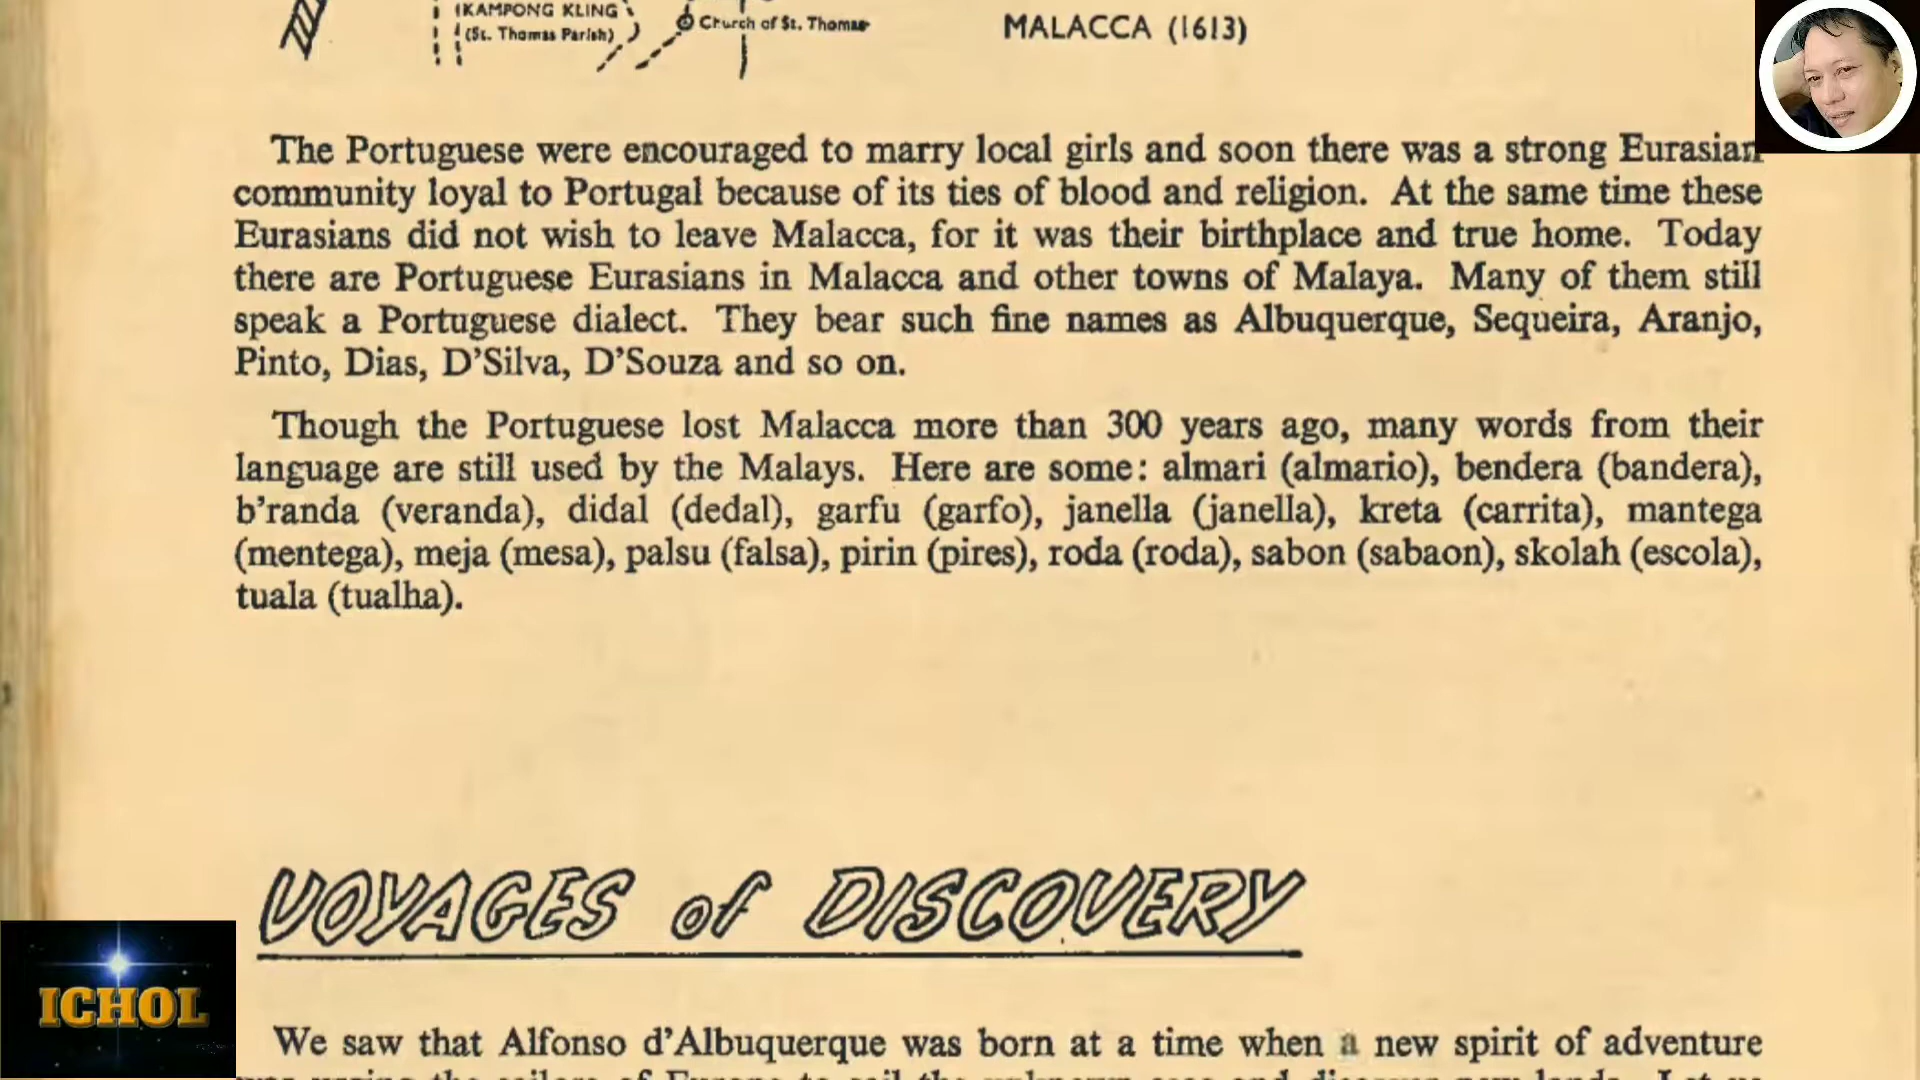 KAMPONG KLING
(St. Thomas Parish)
Church of St. Thomas
MALACCA (1613)
The Portuguese were encouraged to marry local girls and soon there was a strong Eurasian
community loyal to Portugal because of its ties of blood and religion. At the same time these
Eurasians did not wish to leave Malacca, for it was their birthplace and true home. Today
there are Portuguese Eurasians in Malacca and other towns of Malaya. Many of them still
speak a Portuguese dialect. They bear such fine names as Albuquerque, Sequeira, Aranjo,
Pinto, Dias, D'Silva, D'Souza and so on.
Though the Portuguese lost Malacca more than 300 years ago, many words from their
language are still used by the Malays. Here are some: almari (almario), bendera (bandera),
b'randa (veranda), didal (dedal), garfu (garfo), janella (janella), kreta (carrita), mantega
(mentega), meja (mesa), palsu (falsa), pirin (pires), roda (roda), sabon (sabaon), skolah (escola),
tuala (tualha).
VOYAGES of DISCOVERY
ICHOL
We saw that Alfonso d'Albuquerque was born at a time when a new spirit of adventure